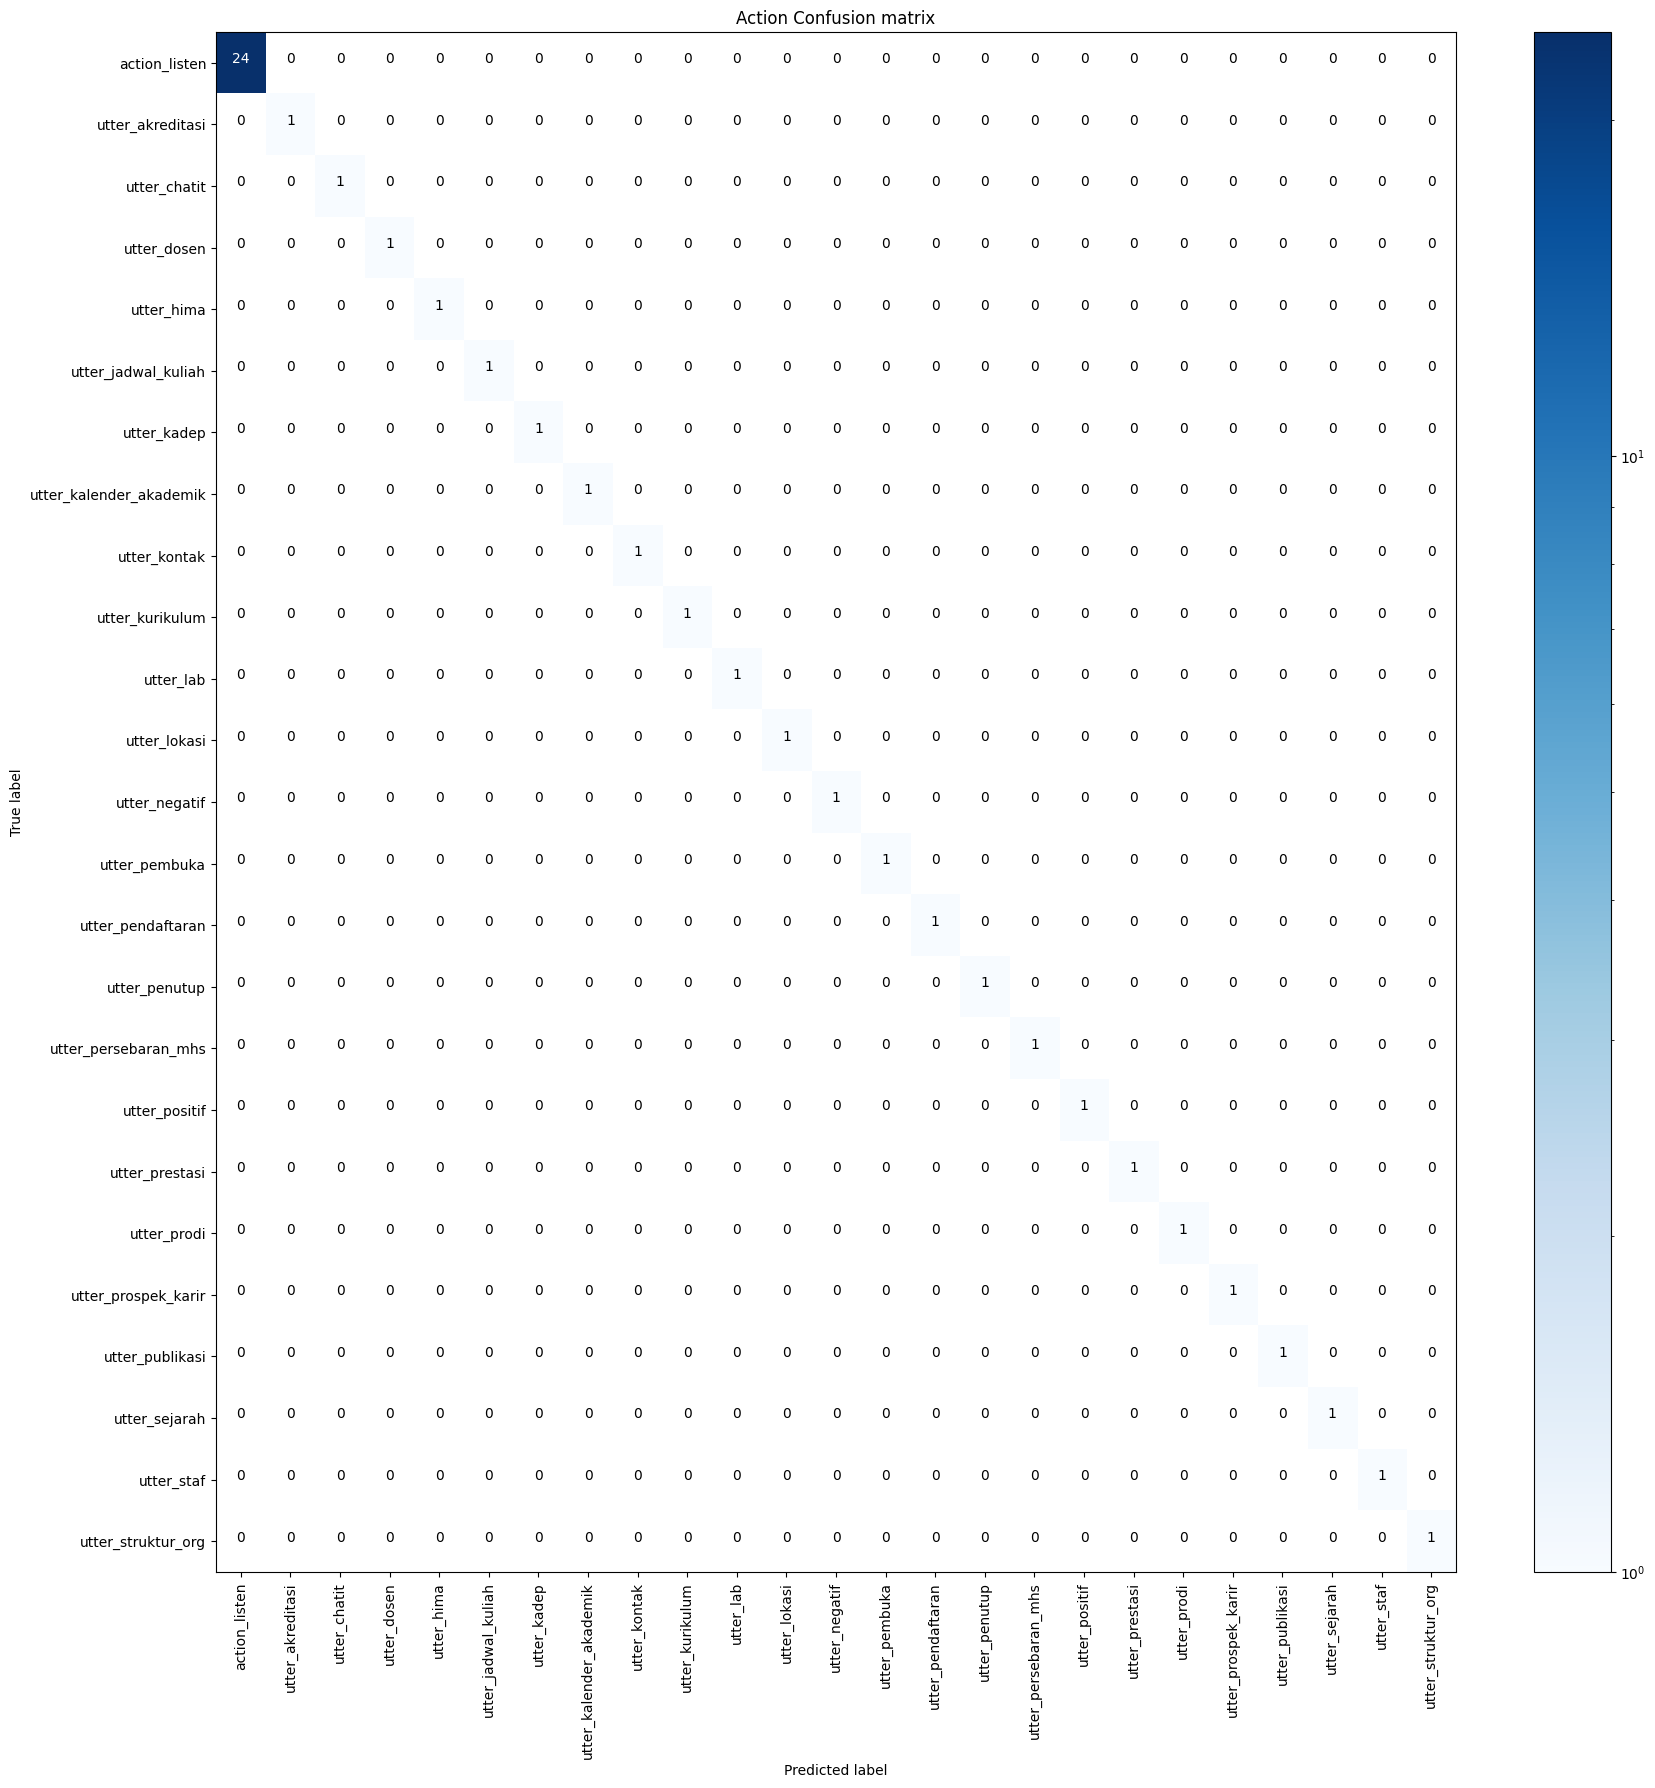 Action Confusion matrix
action_listen 24 0 0 0 0 0 0 0 0 0 0 0 0 0 0 0 0 0 0 0 0 0 0 0 0
utter_akreditasi 0 1 0 0 0 0 0 0 0 0 0 0 0 0 0 0 0 0 0 0 0 0 0 0 0
utter_chatit 0 0 1 0 0 0 0 0 0 0 0 0 0 0 0 0 0 0 0 0 0 0 0 0 0
utter_dosen 0 0 0 1 0 0 0 0 0 0 0 0 0 0 0 0 0 0 0 0 0 0 0 0 0
utter_hima 0 0 0 0 1 0 0 0 0 0 0 0 0 0 0 0 0 0 0 0 0 0 0 0 0
utter_jadwal_kuliah 0 0 0 0 0 1 0 0 0 0 0 0 0 0 0 0 0 0 0 0 0 0 0 0 0
utter_kadep 0 0 0 0 0 0 1 0 0 0 0 0 0 0 0 0 0 0 0 0 0 0 0 0 0
10¹
utter_kalender_akademik 0 0 0 0 0 0 0 1 0 0 0 0 0 0 0 0 0 0 0 0 0 0 0 0 0
utter_kontak 0 0 0 0 0 0 0 0 1 0 0 0 0 0 0 0 0 0 0 0 0 0 0 0 0
utter_kurikulum 0 0 0 0 0 0 0 0 0 1 0 0 0 0 0 0 0 0 0 0 0 0 0 0 0
utter_lab 0 0 0 0 0 0 0 0 0 0 1 0 0 0 0 0 0 0 0 0 0 0 0 0 0
utter_lokasi 0 0 0 0 0 0 0 0 0 0 0 1 0 0 0 0 0 0 0 0 0 0 0 0 0
utter_negatif 0 0 0 0 0 0 0 0 0 0 0 0 1 0 0 0 0 0 0 0 0 0 0 0 0
True label
utter_pembuka 0 0 0 0 0 0 0 0 0 0 0 0 0 1 0 0 0 0 0 0 0 0 0 0 0
utter_pendaftaran 0 0 0 0 0 0 0 0 0 0 0 0 0 0 1 0 0 0 0 0 0 0 0 0 0
utter_penutup 0 0 0 0 0 0 0 0 0 0 0 0 0 0 0 1 0 0 0 0 0 0 0 0 0
utter_persebaran_mhs 0 0 0 0 0 0 0 0 0 0 0 0 0 0 0 0 1 0 0 0 0 0 0 0 0
utter_positif 0 0 0 0 0 0 0 0 0 0 0 0 0 0 0 0 0 1 0 0 0 0 0 0 0
utter_prestasi 0 0 0 0 0 0 0 0 0 0 0 0 0 0 0 0 0 0 1 0 0 0 0 0 0
utter_prodi 0 0 0 0 0 0 0 0 0 0 0 0 0 0 0 0 0 0 0 1 0 0 0 0 0
utter_prospek_karir 0 0 0 0 0 0 0 0 0 0 0 0 0 0 0 0 0 0 0 0 1 0 0 0 0
utter_publikasi 0 0 0 0 0 0 0 0 0 0 0 0 0 0 0 0 0 0 0 0 0 1 0 0 0
utter_sejarah 0 0 0 0 0 0 0 0 0 0 0 0 0 0 0 0 0 0 0 0 0 0 1 0 0
utter_staf 0 0 0 0 0 0 0 0 0 0 0 0 0 0 0 0 0 0 0 0 0 0 0 1 0
utter_struktur_org 0 0 0 0 0 0 0 0 0 0 0 0 0 0 0 0 0 0 0 0 0 0 0 0 1
10⁰
action_listen
utter_akreditasi
utter_chatit
utter_dosen
utter_hima
utter_jadwal_kuliah
utter_kadep
utter_kalender_akademik
utter_kontak
utter_kurikulum
utter_lab
utter_lokasi
utter_negatif
utter_pembuka
utter_pendaftaran
utter_penutup
utter_persebaran_mhs
utter_positif
utter_prestasi
utter_prodi
utter_prospek_karir
utter_publikasi
utter_sejarah
utter_staf
utter_struktur_org
Predicted label